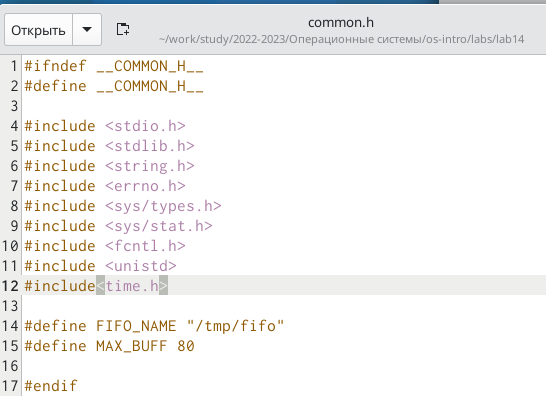 Открыть
common.h
~/work/study/2022-2023/Операционные системы/os-intro/labs/lab14
1 #ifndef __COMMON_H__
2 #define __COMMON_H__
3
4 #include <stdio.h>
5 #include <stdlib.h>
6 #include <string.h>
7 #include <errno.h>
8 #include <sys/types.h>
9 #include <sys/stat.h>
10 #include <fcntl.h>
11 #include <unistd>
12 #include<time.h>
13
14 #define FIFO_NAME "/tmp/fifo"
15 #define MAX_BUFF 80
16
17 #endif